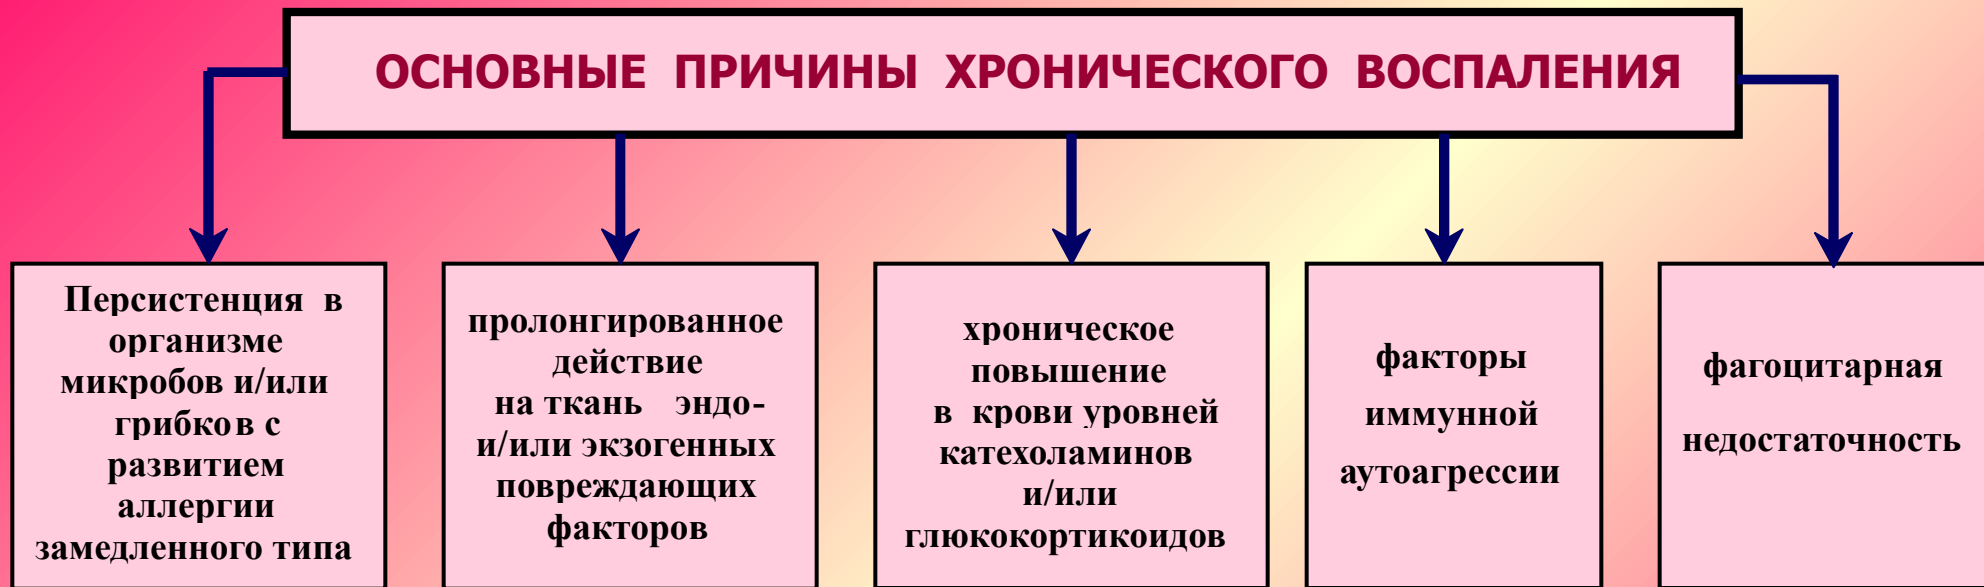 ОСНОВНЫЕ ПРИЧИНЫ ХРОНИЧЕСКОГО ВОСПАЛЕНИЯ
Персистенция в
организме
микробов и/или
грибков с
развитием
аллергии
замедленного типа
пролонгированное
действие
на ткань эндо-
и/или экзогенных
повреждающих
факторов
хроническое
повышение
в крови уровней
катехоламинов
и/или
глюкокортикоидов
факторы
иммунной
аутоагрессии
фагоцитарная
недостаточность